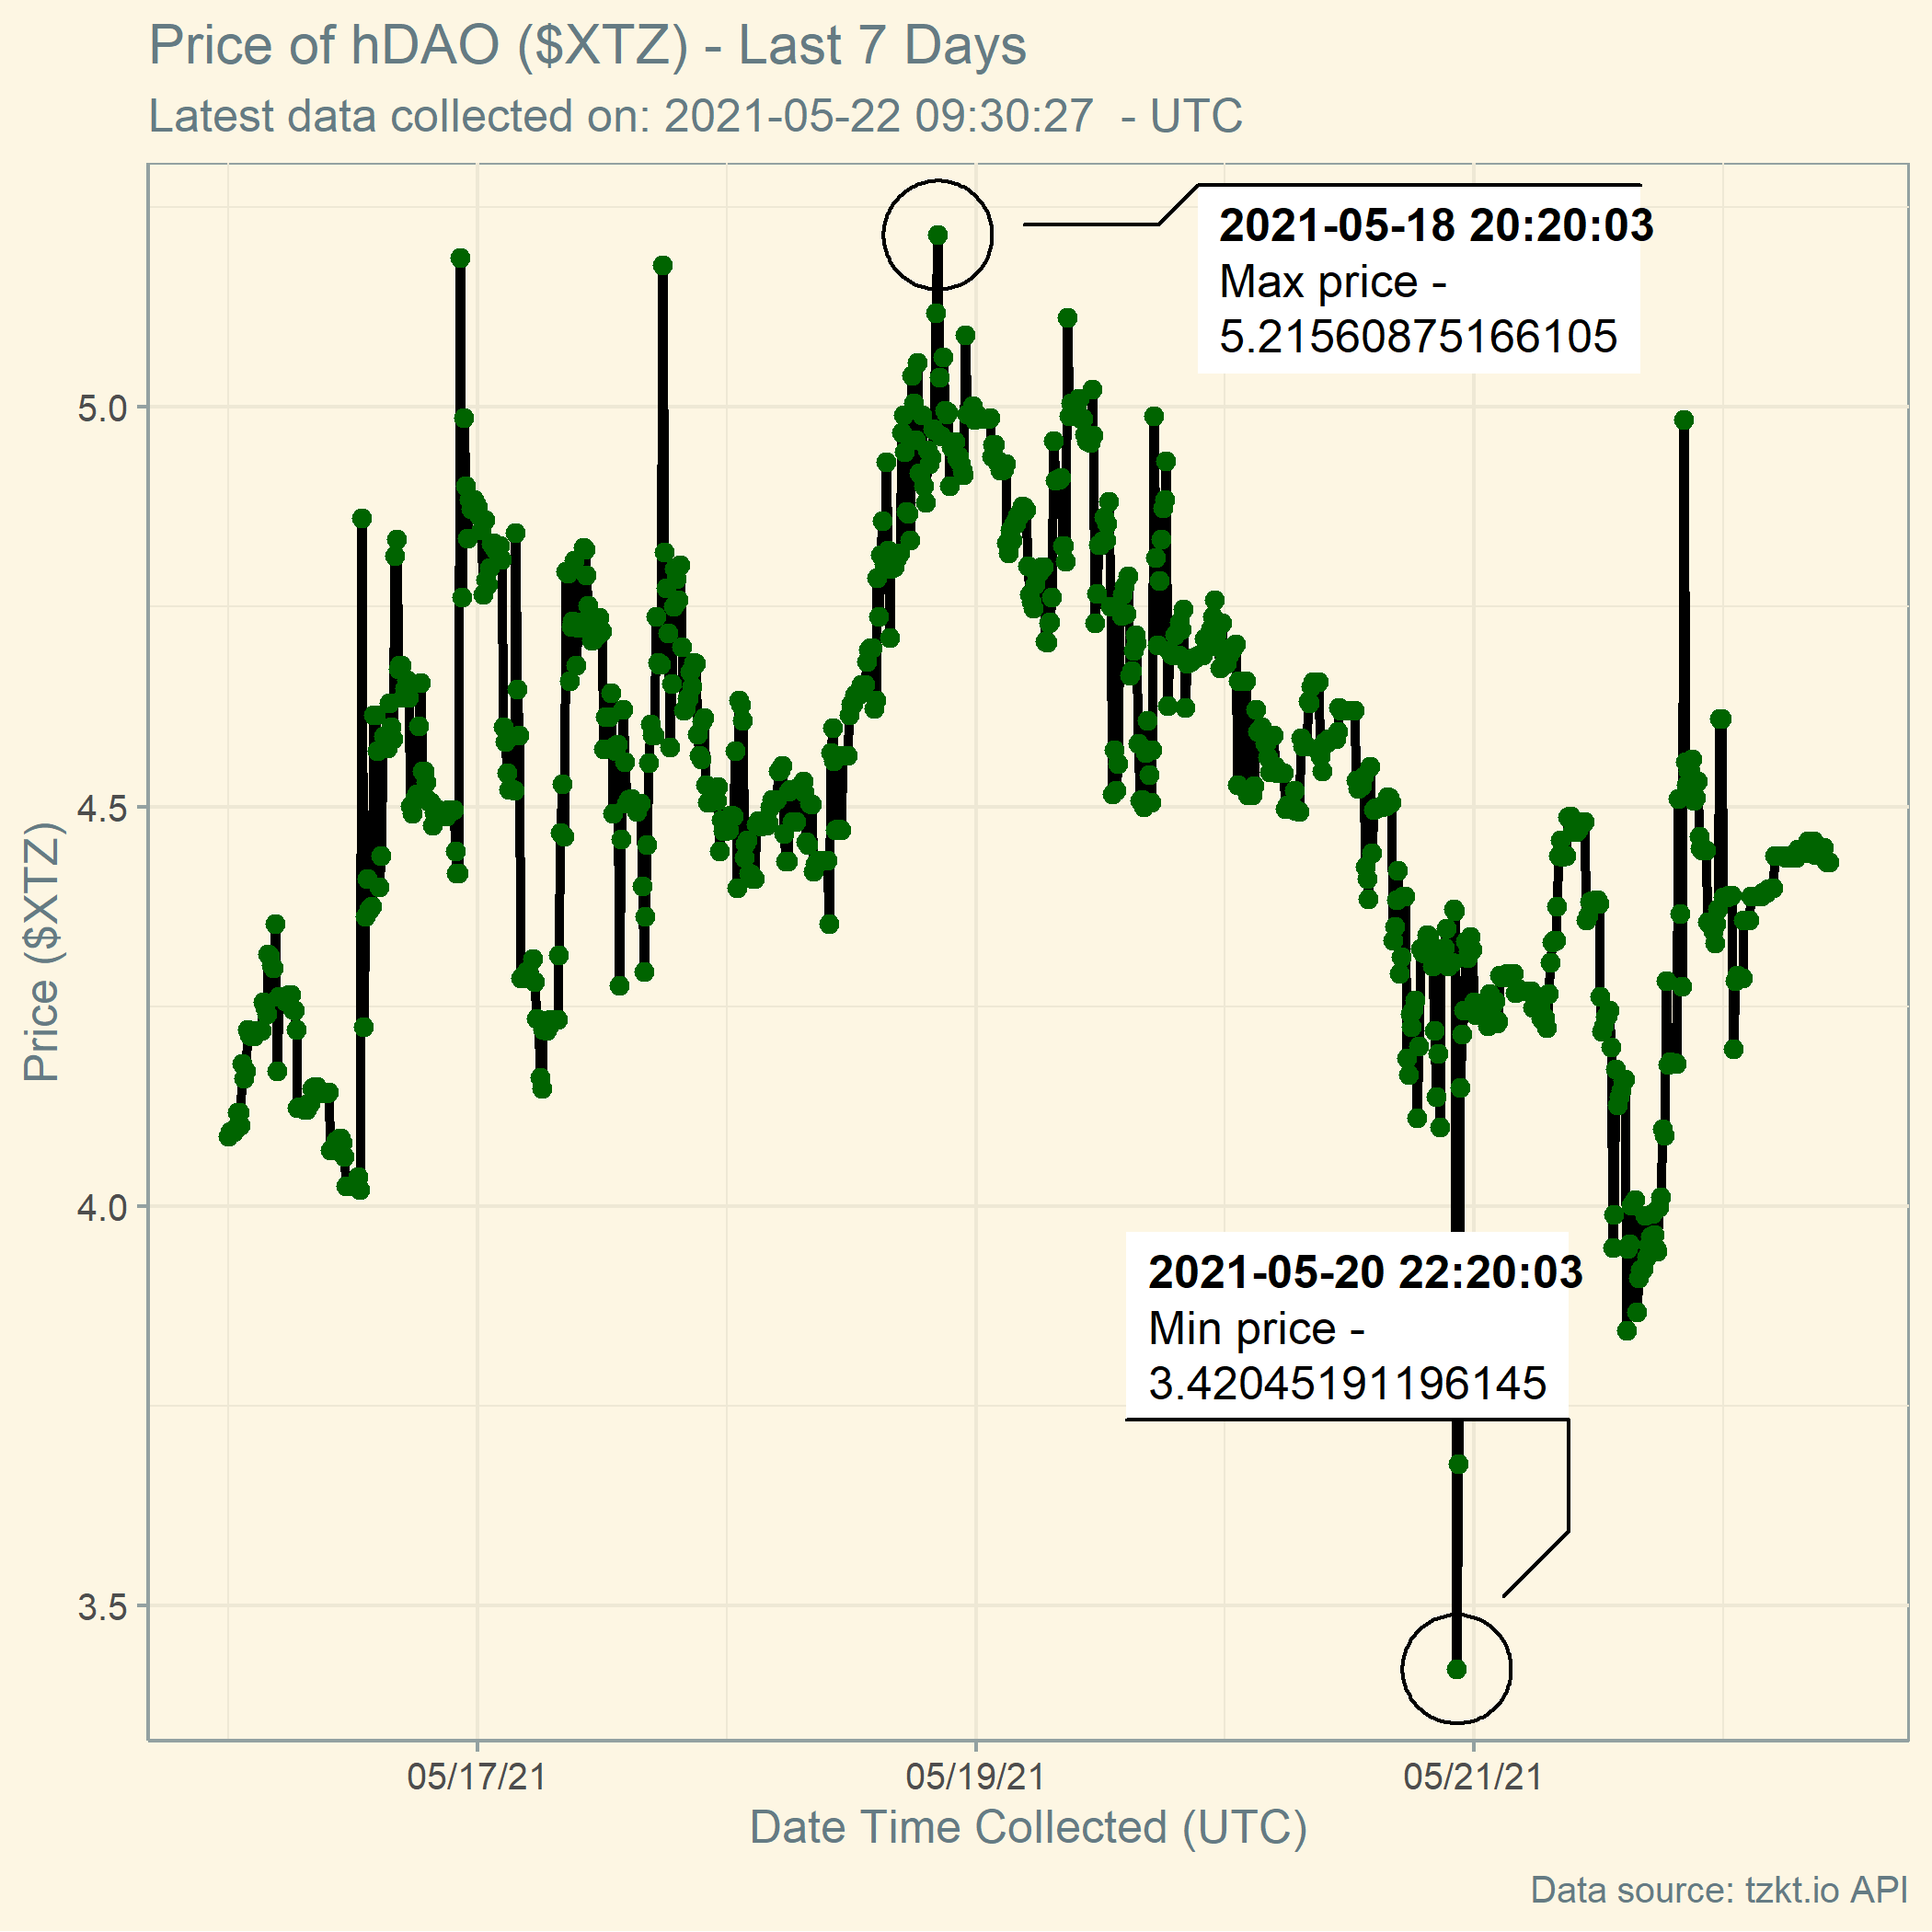 Price of hDAO ($XTZ) - Last 7 Days
Latest data collected on: 2021-05-22 09:30:27  - UTC
2021-05-18 20:20:03
Max price -
5.21560875166105
5.0
4.5
4.0
3.5
Price ($XTZ)
2021-05-20 22:20:03
Min price -
3.42045191196145
05/17/21
05/19/21
05/21/21
Date Time Collected (UTC)
Data source: tzkt.io API